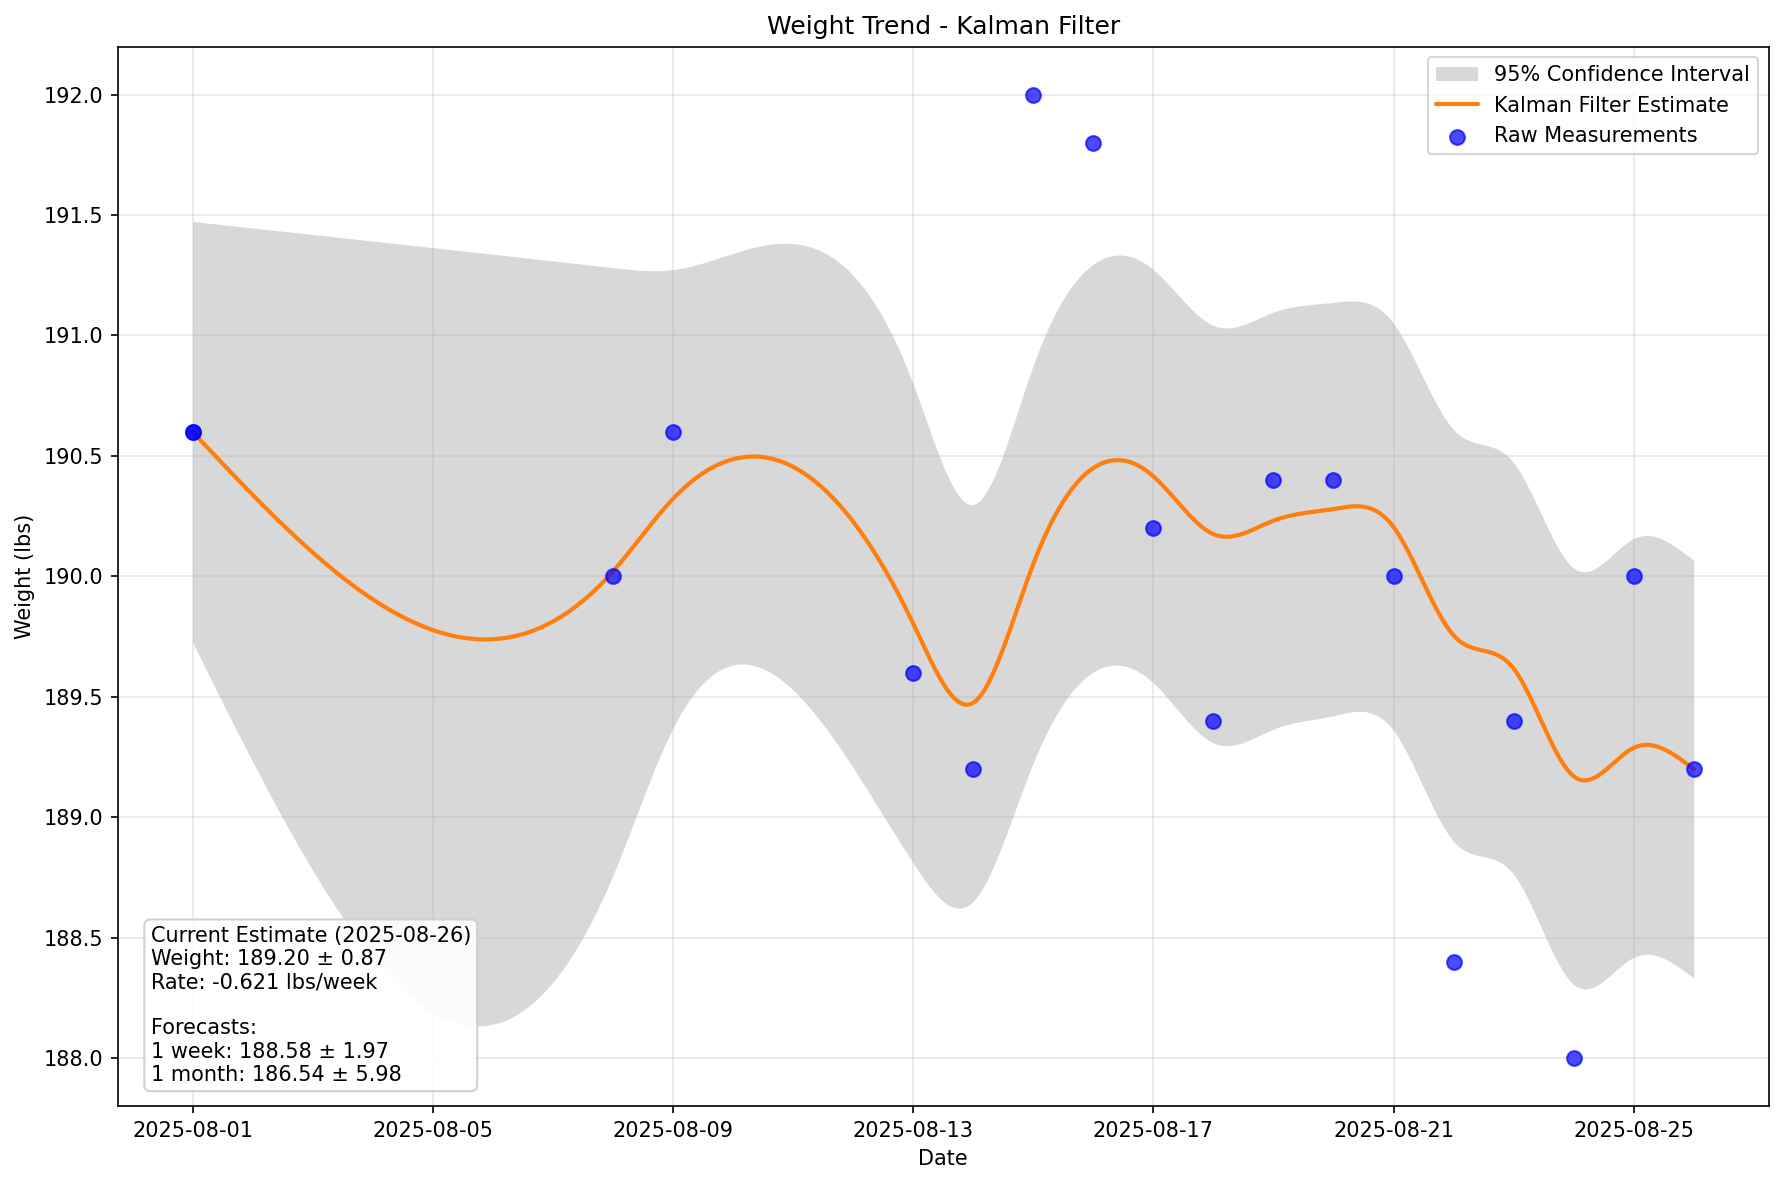 Weight Trend - Kalman Filter
95% Confidence Interval
Kalman Filter Estimate
Raw Measurements
Weight (lbs)
192.0
191.5
191.0
190.5
190.0
189.5
189.0
188.5
188.0
Current Estimate (2025-08-26)
Weight: 189.20 ± 0.87
Rate: -0.621 lbs/week
Forecasts:
1 week: 188.58 ± 1.97
1 month: 186.54 ± 5.98
2025-08-01
2025-08-05
2025-08-09
2025-08-13
2025-08-17
2025-08-21
2025-08-25
Date